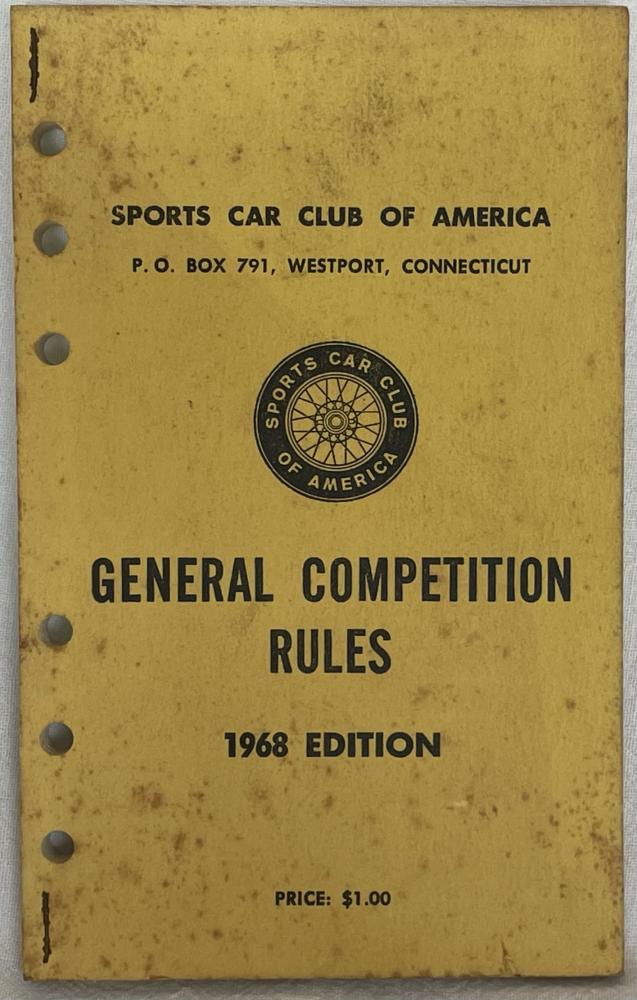 SPORTS CAR CLUB OF AMERICA
P. O. BOX 791, WESTPORT, CONNECTICUT
SPORTS CAR CLUB
OF AMERICA
GENERAL COMPETITION
RULES
1968 EDITION
PRICE: $1.00